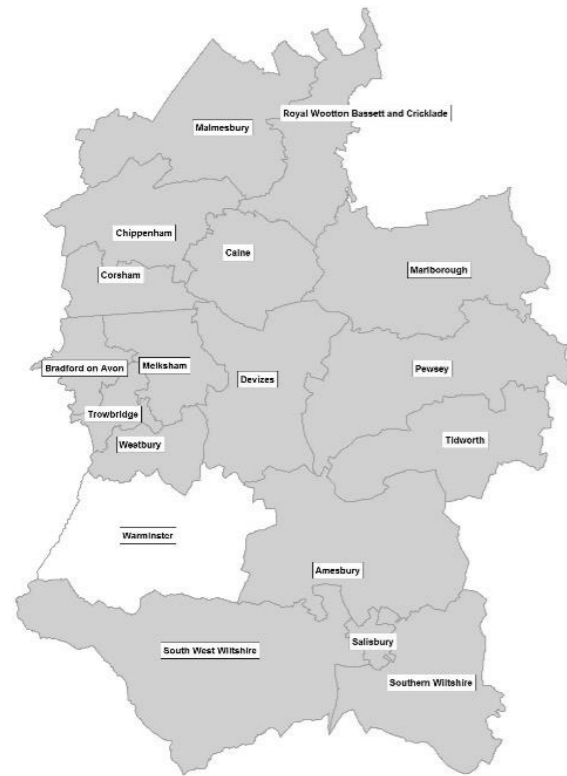 Royal Wootton Bassett and Cricklade
Malmesbury
Chippenham
Calne
Corsham
Marlborough
Bradford on Avon
Melksham
Devizes
Pewsey
Trowbridge
Westbury
Tidworth
Warminster
Amesbury
Salisbury
South West Wiltshire
Southern Wiltshire